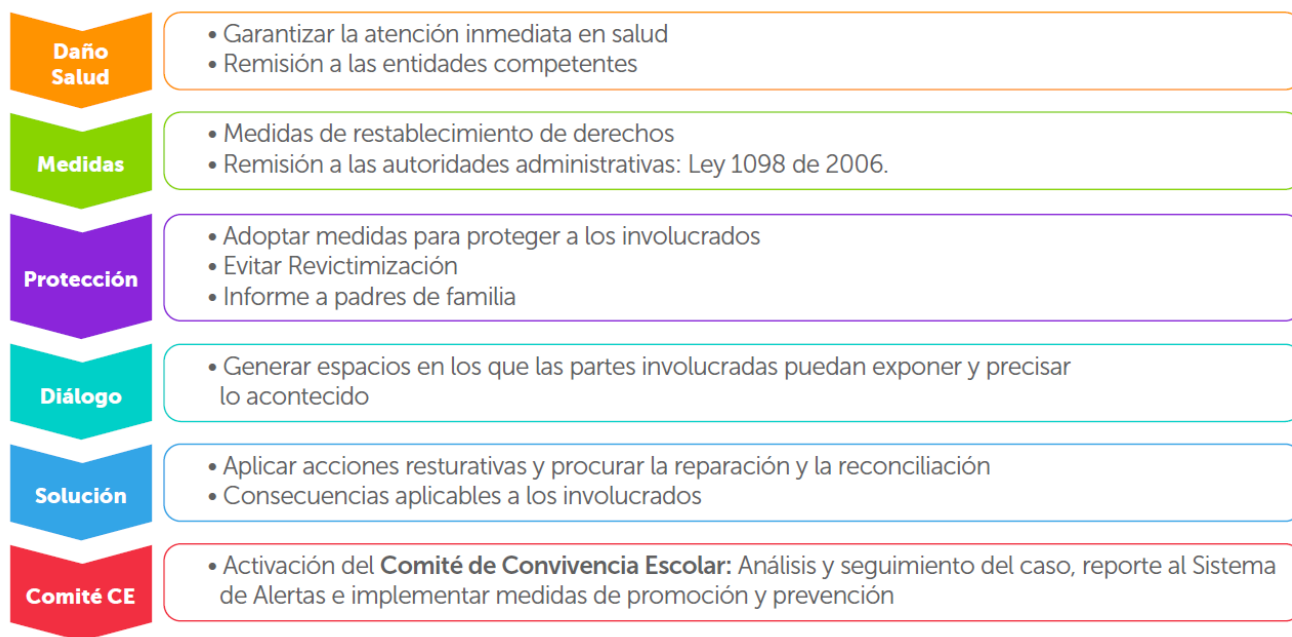 Daño
Salud
• Garantizar la atención inmediata en salud
• Remisión a las entidades competentes
Medidas
• Medidas de restablecimiento de derechos
• Remisión a las autoridades administrativas: Ley 1098 de 2006.
Protección
• Adoptar medidas para proteger a los involucrados
• Evitar Revictimización
• Informe a padres de familia
Diálogo
• Generar espacios en los que las partes involucradas puedan exponer y precisar
lo acontecido
Solución
• Aplicar acciones resturativas y procurar la reparación y la reconciliación
• Consecuencias aplicables a los involucrados
Comité CE
• Activación del Comité de Convivencia Escolar: Análisis y seguimiento del caso, reporte al Sistema
de Alertas e implementar medidas de promoción y prevención